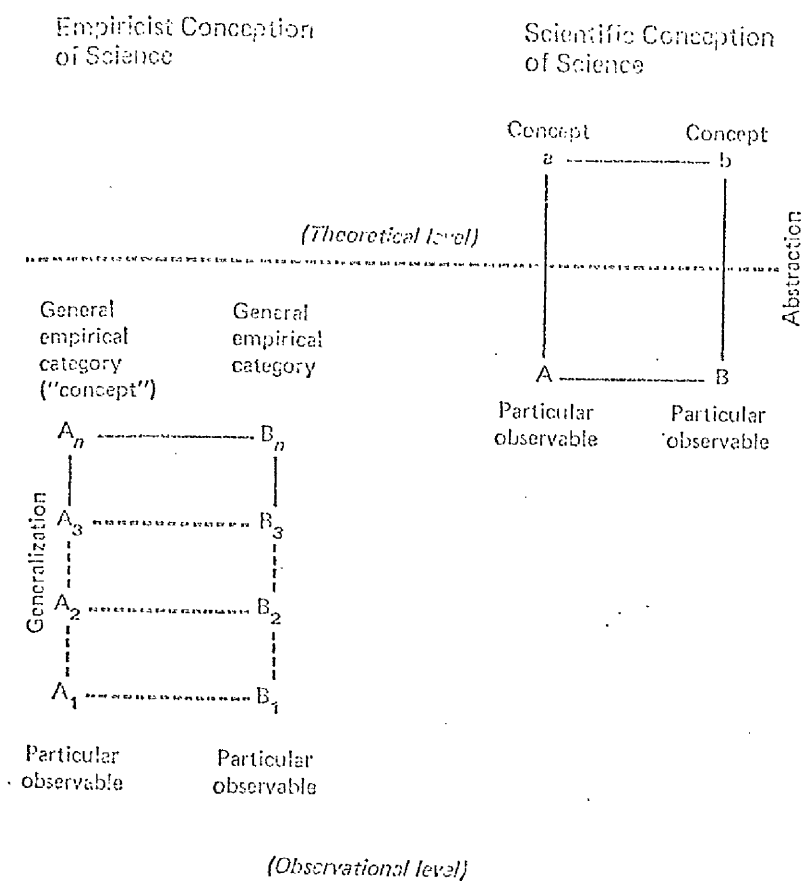 Empiricist Conception
of Science
Scientific Conception
of Science
Concept
Concept
a
b
(Theoretical level)
Abstraction
General
empirical
category
("concept")
General
empirical
category
A
B
Particular
observable
Particular
observable
Aₙ
Bₙ
A₃
B₃
Generalization
A₂
B₂
A₁
B₁
Particular
observable
Particular
observable
(Observational level)